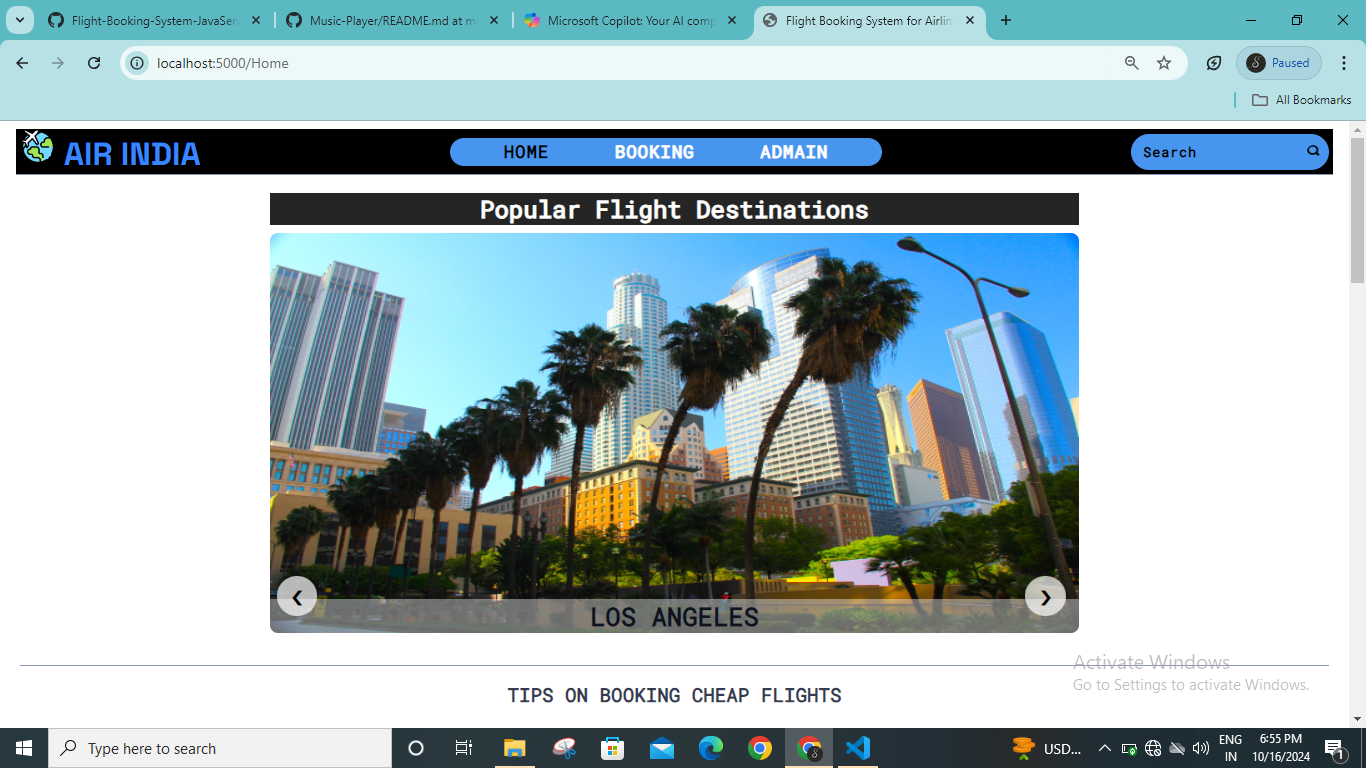 Flight-Booking-System-JavaSer
Music-Player/README.md at m
Microsoft Copilot: Your AI comp
Flight Booking System for Airlin
localhost:5000/Home
Paused
All Bookmarks
AIR INDIA
HOME
BOOKING
ADMAIN
Search
Popular Flight Destinations
LOS ANGELES
TIPS ON BOOKING CHEAP FLIGHTS
Activate Windows
Go to Settings to activate Windows.
Type here to search
USD...
ENG
IN
6:55 PM
10/16/2024
1